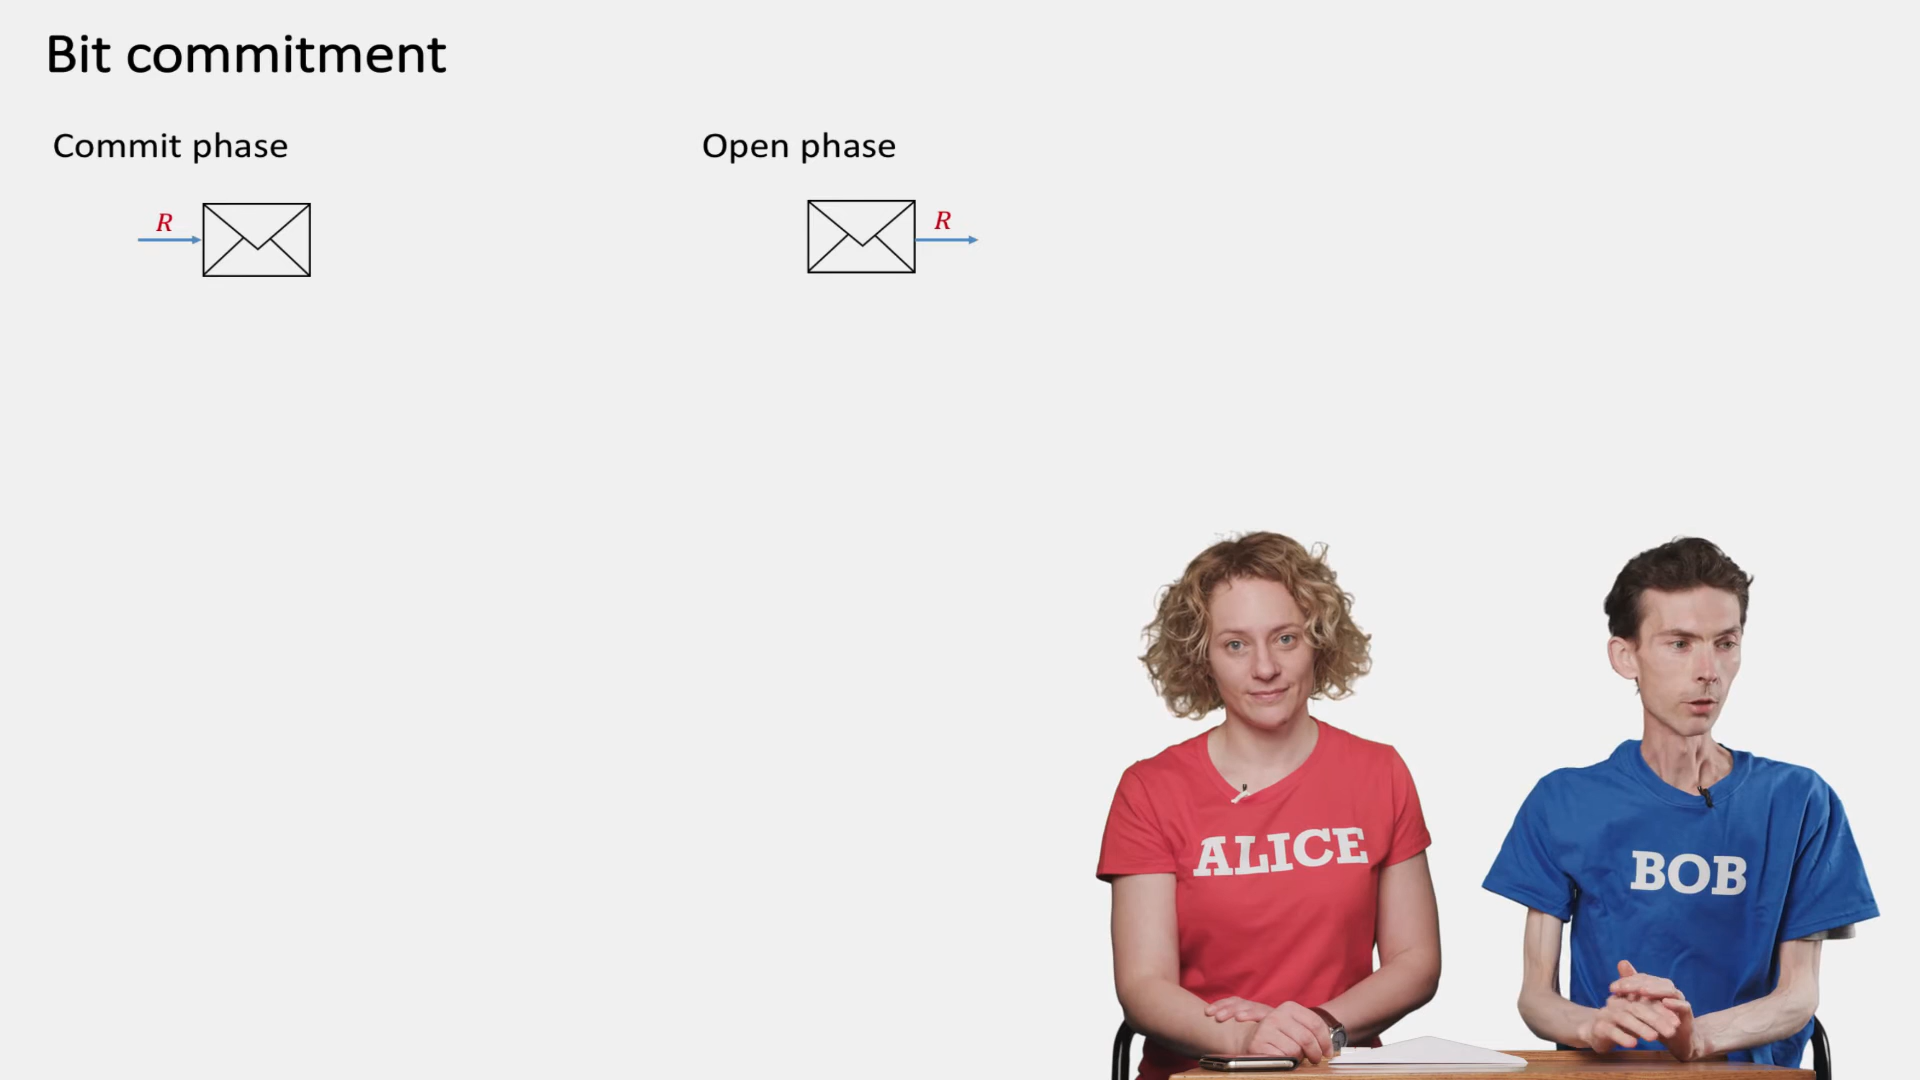 Bit commitment
Commit phase
Open phase
R
R
ALICE
BOB